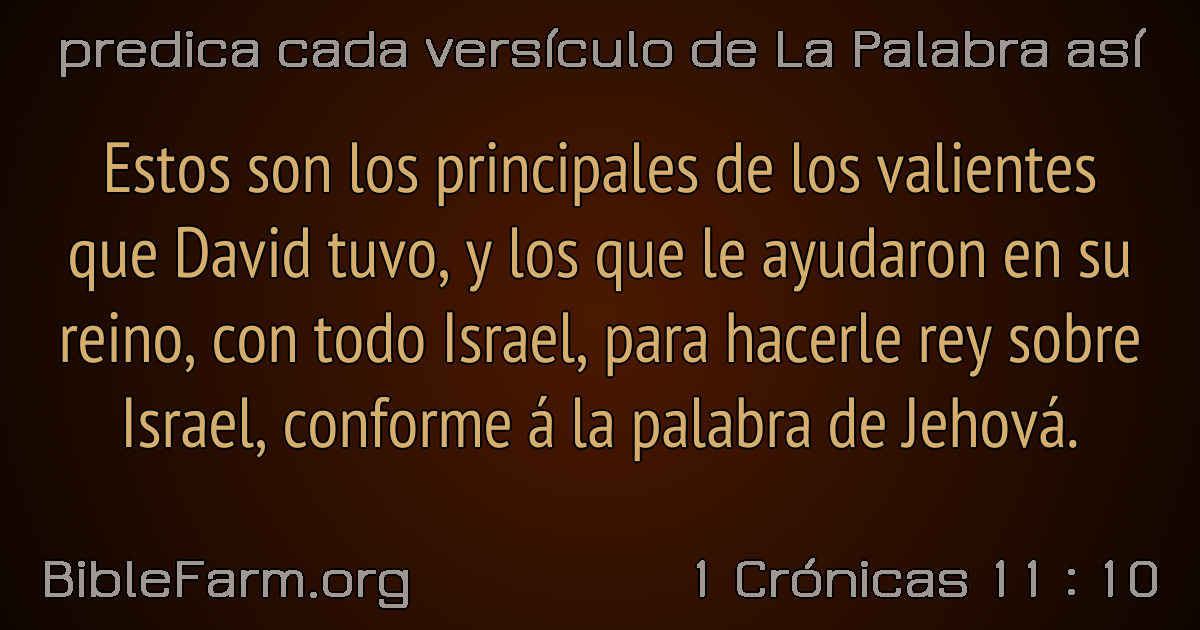 predica cada versículo de La Palabra así
Estos son los principales de los valientes
que David tuvo, y los que le ayudaron en su
reino, con todo Israel, para hacerle rey sobre
Israel, conforme á la palabra de Jehová.
BibleFarm.org
1 Crónicas 11 : 10